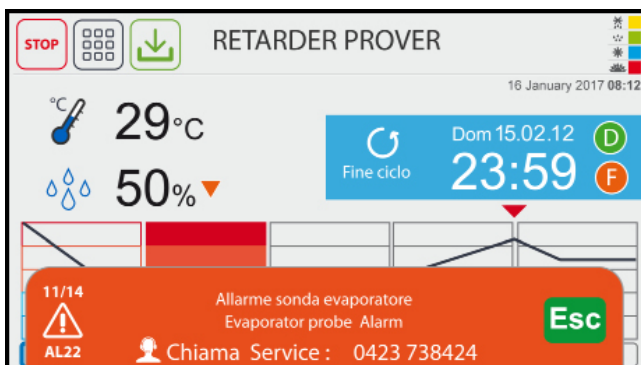 STOP
RETARDER PROVER
16 January 2017 08:12
°C
29°C
50%
Fine ciclo
Dom 15.02.12
23:59
D
F
11/14
AL22
Allarme sonda evaporatore
Evaporator probe Alarm
Chiama Service : 0423 738424
Esc